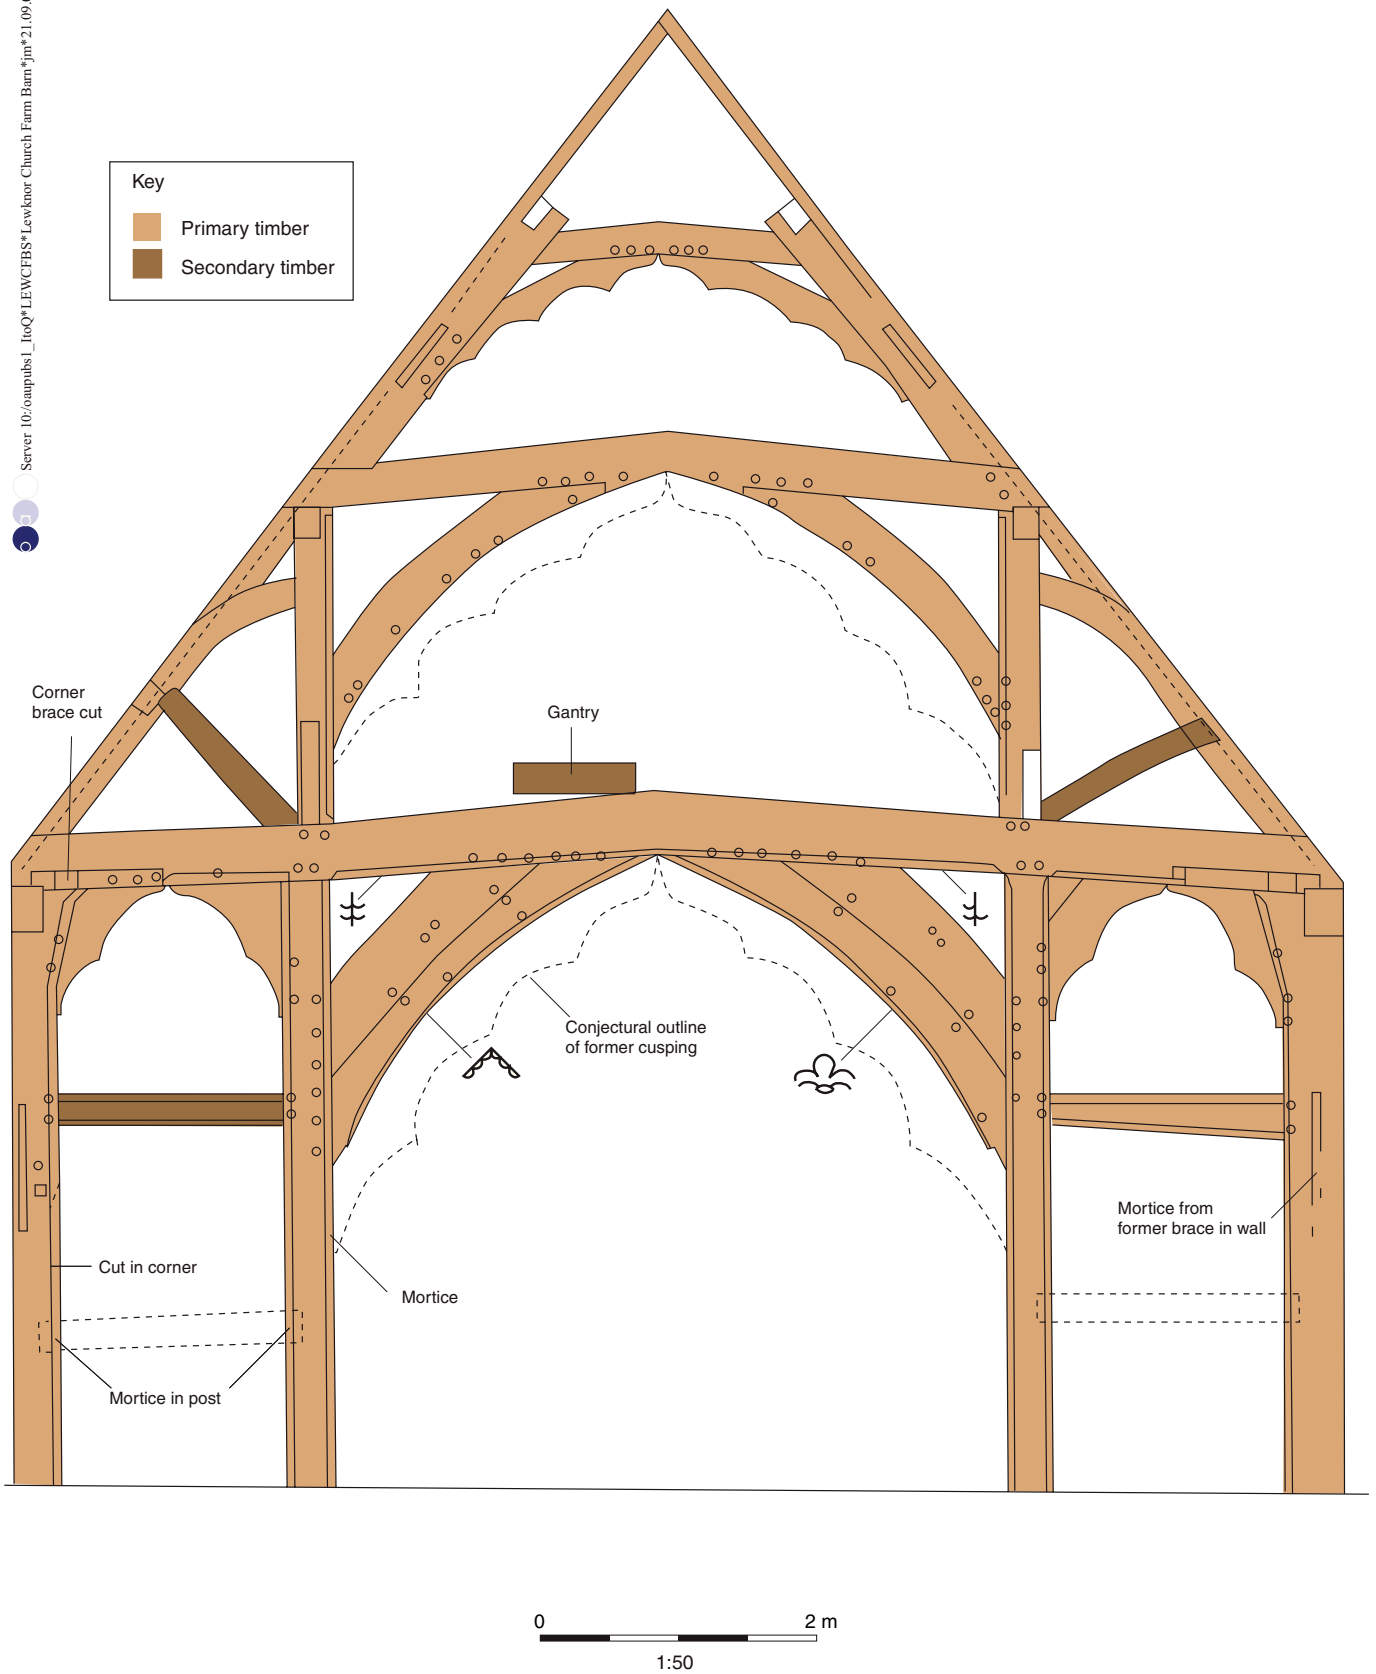 Server 10:/oaupubs1_ItoQ*LEWCFBS*Lewknor Church Farm Barn*jm*21.09.
Key
Primary timber
Secondary timber
Corner
brace cut
Gantry
Conjectural outline
of former cusping
Mortice from
former brace in wall
Cut in corner
Mortice
Mortice in post
0
2 m
1:50